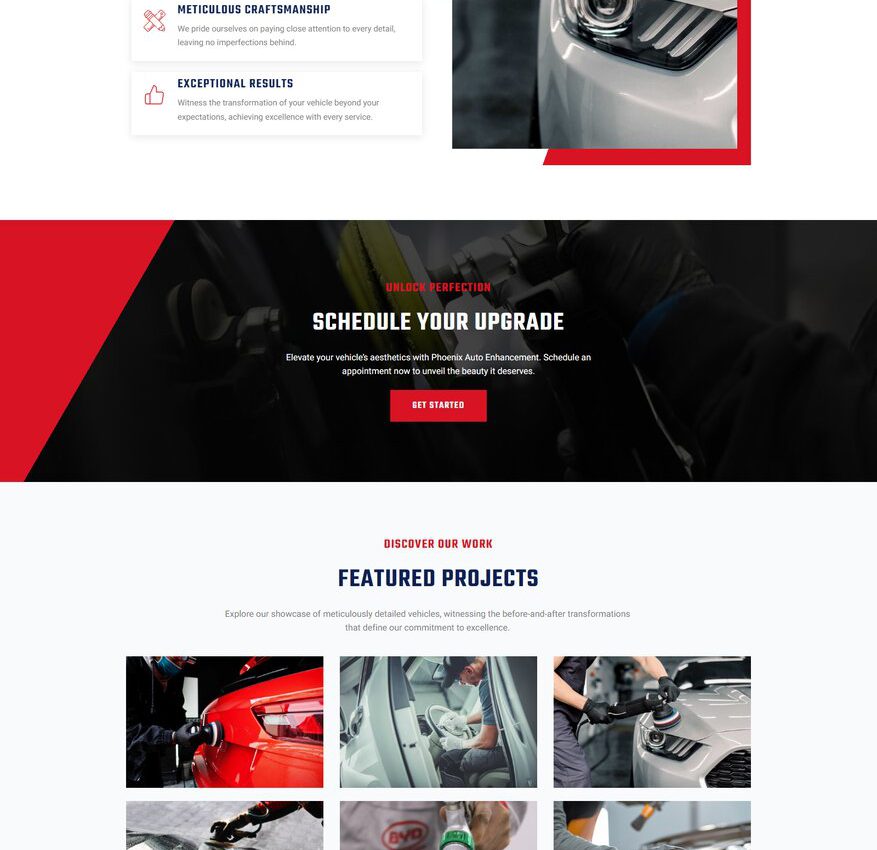 METICULOUS CRAFTSMANSHIP
We pride ourselves on paying close attention to every detail,
leaving no imperfections behind.
EXCEPTIONAL RESULTS
Witness the transformation of your vehicle beyond your
expectations, achieving excellence with every service.
UNLOCK PERFECTION
SCHEDULE YOUR UPGRADE
Elevate your vehicle's aesthetics with Phoenix Auto Enhancement. Schedule an
appointment now to unveil the beauty it deserves.
GET STARTED
DISCOVER OUR WORK
FEATURED PROJECTS
Explore our showcase of meticulously detailed vehicles, witnessing the before-and-after transformations
that define our commitment to excellence.
BYD